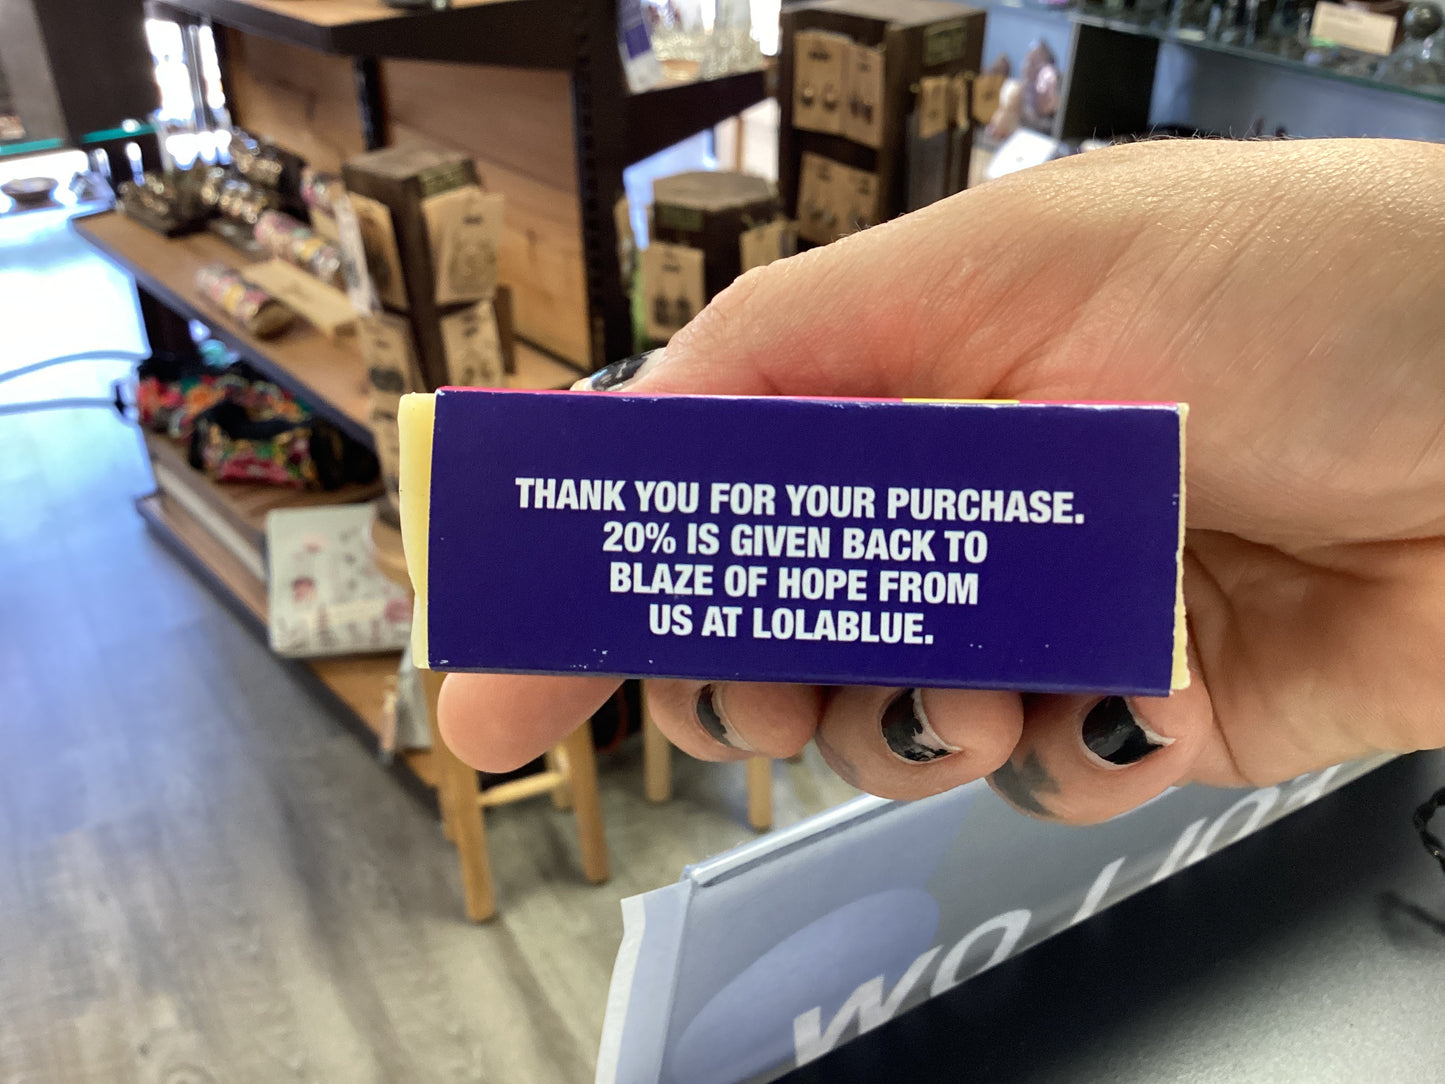 THANK YOU FOR YOUR PURCHASE.
20% IS GIVEN BACK TO
BLAZE OF HOPE FROM
US AT LOLABLUE.